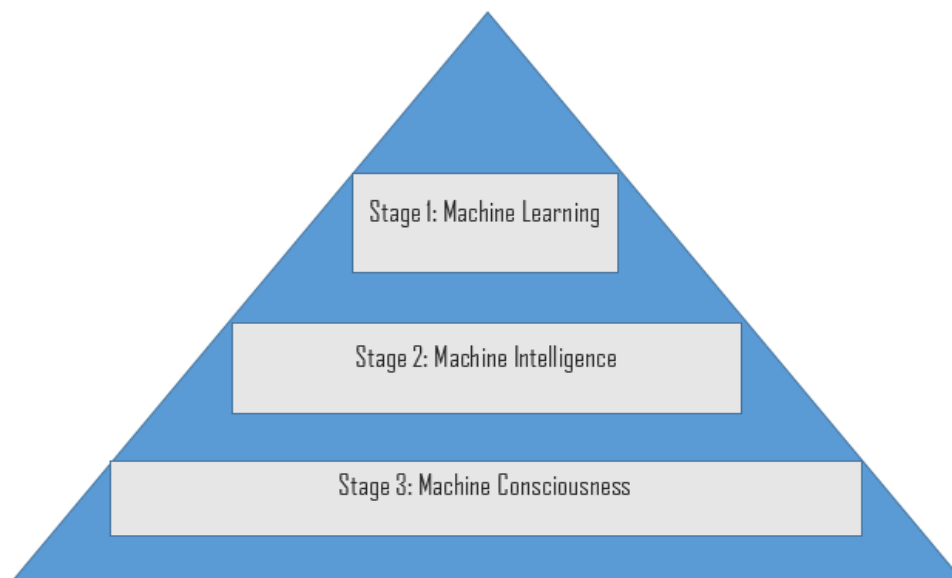 Stage 1: Machine Learning
Stage 2: Machine Intelligence
Stage 3: Machine Consciousness